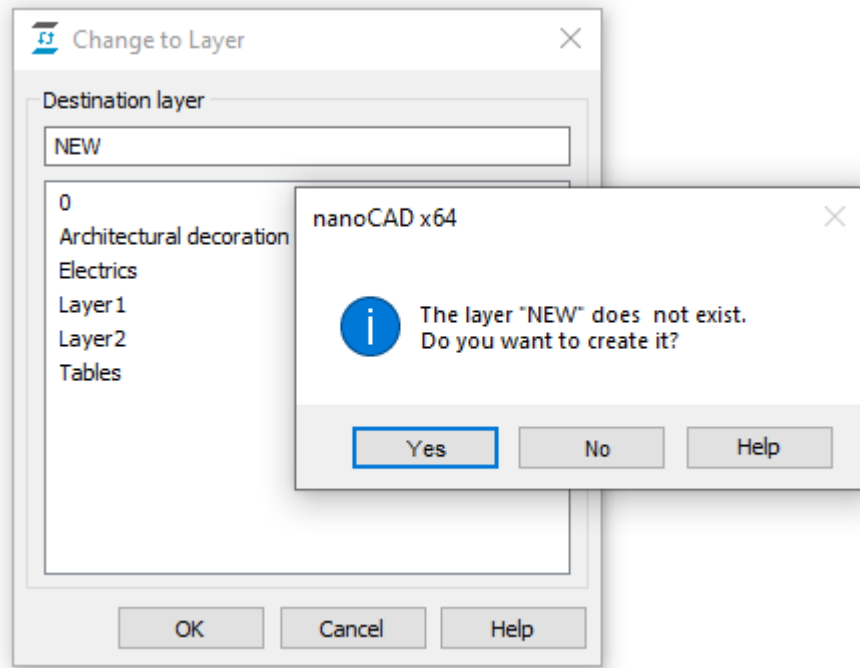 Change to Layer
Destination layer
NEW
0
Architectural decoration
Electrics
Layer1
Layer2
Tables
nanoCAD x64
The layer "NEW" does  not exist.
Do you want to create it?
Yes No Help
OK Cancel Help